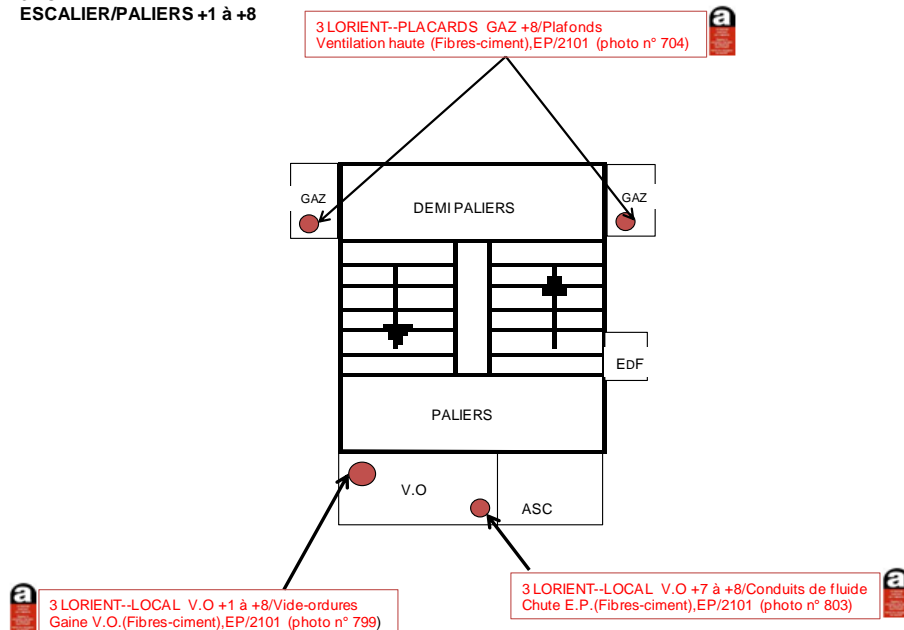 ESCALIER/PALIERS +1 à +8
3 LORIENT--PLACARDS GAZ +8/Plafonds
Ventilation haute (Fibres-ciment),EP/2101 (photo n° 704)
a
GAZ
GAZ
DEMI PALIERS
EDF
PALIERS
V.O
ASC
3 LORIENT--LOCAL V.O +7 à +8/Conduits de fluide
Chute E.P.(Fibres-ciment),EP/2101 (photo n° 803)
a
a
3 LORIENT--LOCAL V.O +1 à +8/Vide-ordures
Gaine V.O.(Fibres-ciment),EP/2101 (photo n° 799)